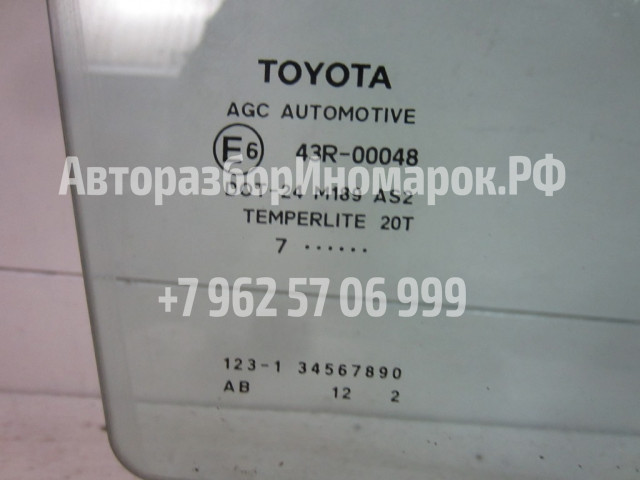 TOYOTA
AGC AUTOMOTIVE
E6 43R-00048
АвторазборИномарок.РФ
DOT-24 M189 AS2
TEMPERLITE 20T
7 ······
+7 962 57 06 999
123-1 34567890
AB 12 2